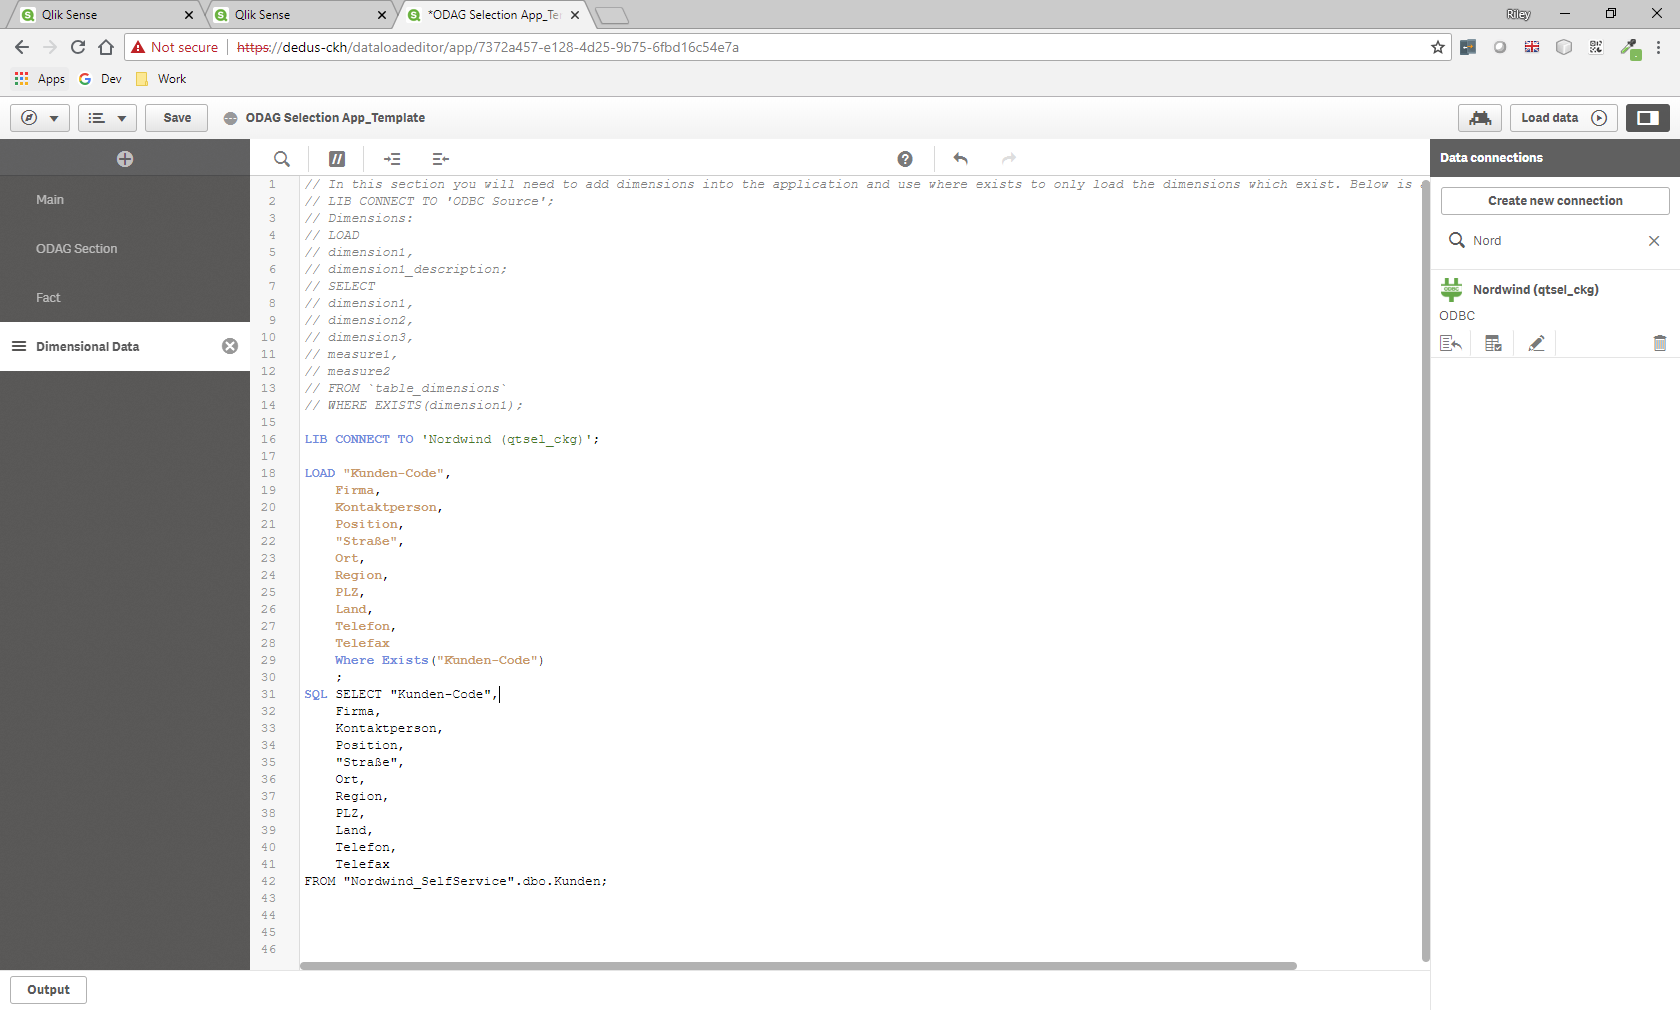 Qlik Sense
Qlik Sense
*ODAG Selection App_Te
Riley
Not secure
https://dedus-ckh/dataloadeditor/app/7372a457-e128-4d25-9b75-6fbd16c54e7a
Apps
Dev
Work
Save
ODAG Selection App_Template
Load data
Main
ODAG Section
Fact
Dimensional Data
1 // In this section you will need to add dimensions into the application and use where exists to only load the dimensions which exist. Below is
2 // LIB CONNECT TO 'ODBC Source';
3 // Dimensions:
4 // LOAD
5 // dimension1,
6 // dimension1_description;
7 // SELECT
8 // dimension1,
9 // dimension2,
10 // dimension3,
11 // measure1,
12 // measure2
13 // FROM `table_dimensions`
14 // WHERE EXISTS(dimension1);
15
16 LIB CONNECT TO 'Nordwind (qtsel_ckg)';
17
18 LOAD "Kunden-Code",
19 Firma,
20 Kontaktperson,
21 Position,
22 "Straße",
23 Ort,
24 Region,
25 PLZ,
26 Land,
27 Telefon,
28 Telefax
29 Where Exists("Kunden-Code")
30 ;
31 SQL SELECT "Kunden-Code",
32 Firma,
33 Kontaktperson,
34 Position,
35 "Straße",
36 Ort,
37 Region,
38 PLZ,
39 Land,
40 Telefon,
41 Telefax
42 FROM "Nordwind_SelfService".dbo.Kunden;
43
44
45
46
Data connections
Create new connection
Nord
Nordwind (qtsel_ckg)
ODBC
Output